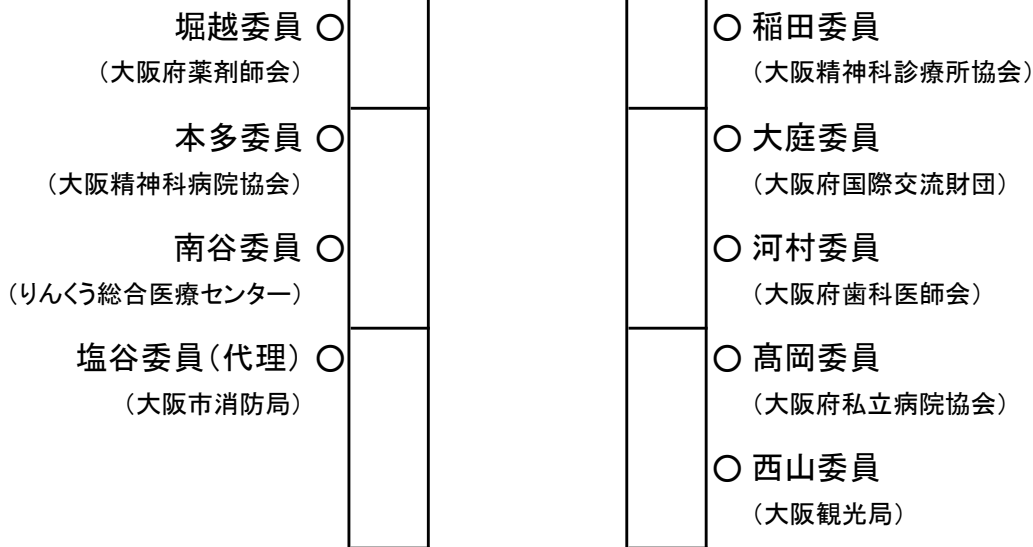 堀越委員 ○
（大阪府薬剤師会）
本多委員 ○
（大阪精神科病院協会）
南谷委員 ○
（りんくう総合医療センター）
塩谷委員（代理） ○
（大阪市消防局）
○ 稲田委員
（大阪精神科診療所協会）
○ 大庭委員
（大阪府国際交流財団）
○ 河村委員
（大阪府歯科医師会）
○ 髙岡委員
（大阪府私立病院協会）
○ 西山委員
（大阪観光局）